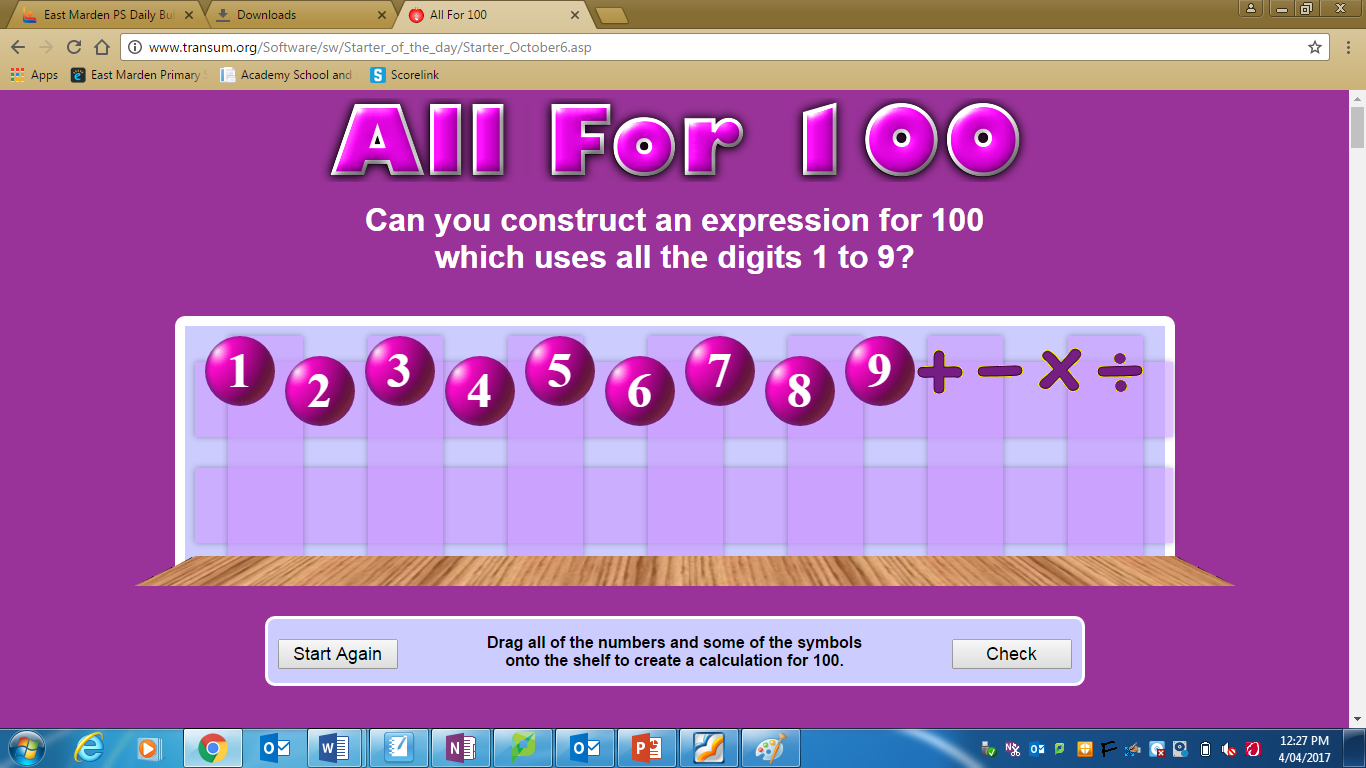 East Marden PS Daily Bul
Downloads
All For 100
www.transum.org/Software/sw/Starter_of_the_day/Starter_October6.asp
Apps
East Marden Primary
Academy School and
Scorelink
All For 100
Can you construct an expression for 100
which uses all the digits 1 to 9?
1 2 3 4 5 6 7 8 9 + − × ÷
Start Again
Drag all of the numbers and some of the symbols
onto the shelf to create a calculation for 100.
Check
12:27 PM
4/04/2017